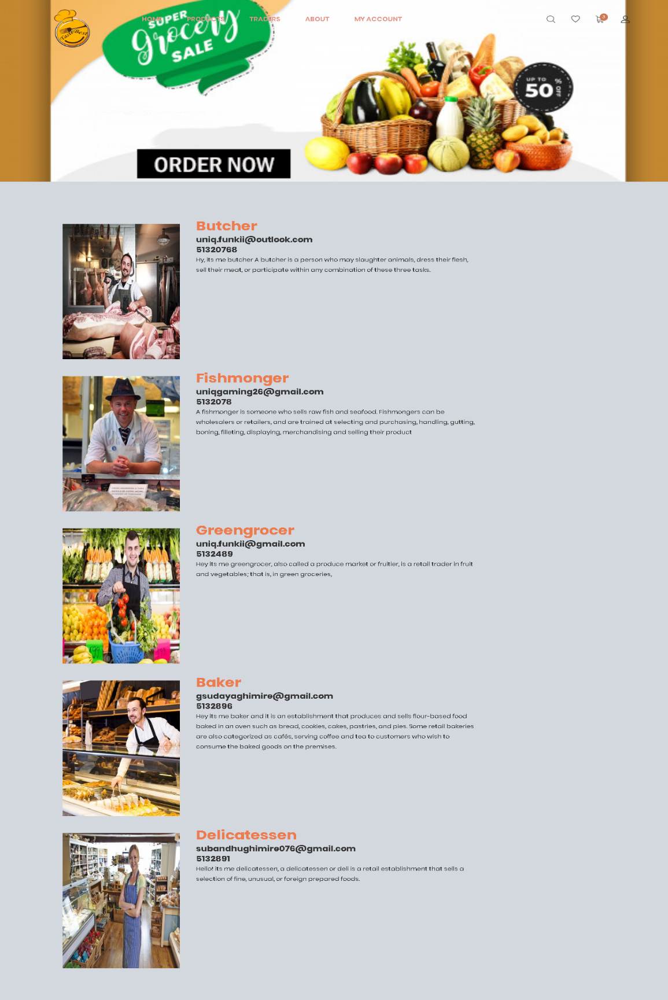 HOME PRODUCTS TRADERS ABOUT MY ACCOUNT 3
TasteBest
SUPER
Grocery
SALE
UP TO
50 % OFF
ORDER NOW
Butcher
uniq.funkii@outlook.com
51320768
Hy, its me butcher A butcher is a person who may slaughter animals, dress their flesh,
sell their meat, or participate within any combination of these three tasks.
Fishmonger
uniqgaming26@gmail.com
5132078
A fishmonger is someone who sells raw fish and seafood. Fishmongers can be
wholesalers or retailers, and are trained at selecting and purchasing, handling, gutting,
boning, filleting, displaying, merchandising and selling their product
Greengrocer
uniq.funkii@gmail.com
5132489
Hey its me greengrocer, also called a produce market or fruitier, is a retail trader in fruit
and vegetables; that is, in green groceries,
199
199
Baker
gsudayaghimire@gmail.com
5132896
Hey its me baker and it is an establishment that produces and sells flour-based food
baked in an oven such as bread, cookies, cakes, pastries, and pies. Some retail bakeries
are also categorized as cafés, serving coffee and tea to customers who wish to
consume the baked goods on the premises.
Delicatessen
subandhughimire076@gmail.com
5132891
Hello! its me delicatessen, a delicatessen or deli is a retail establishment that sells a
selection of fine, unusual, or foreign prepared foods.